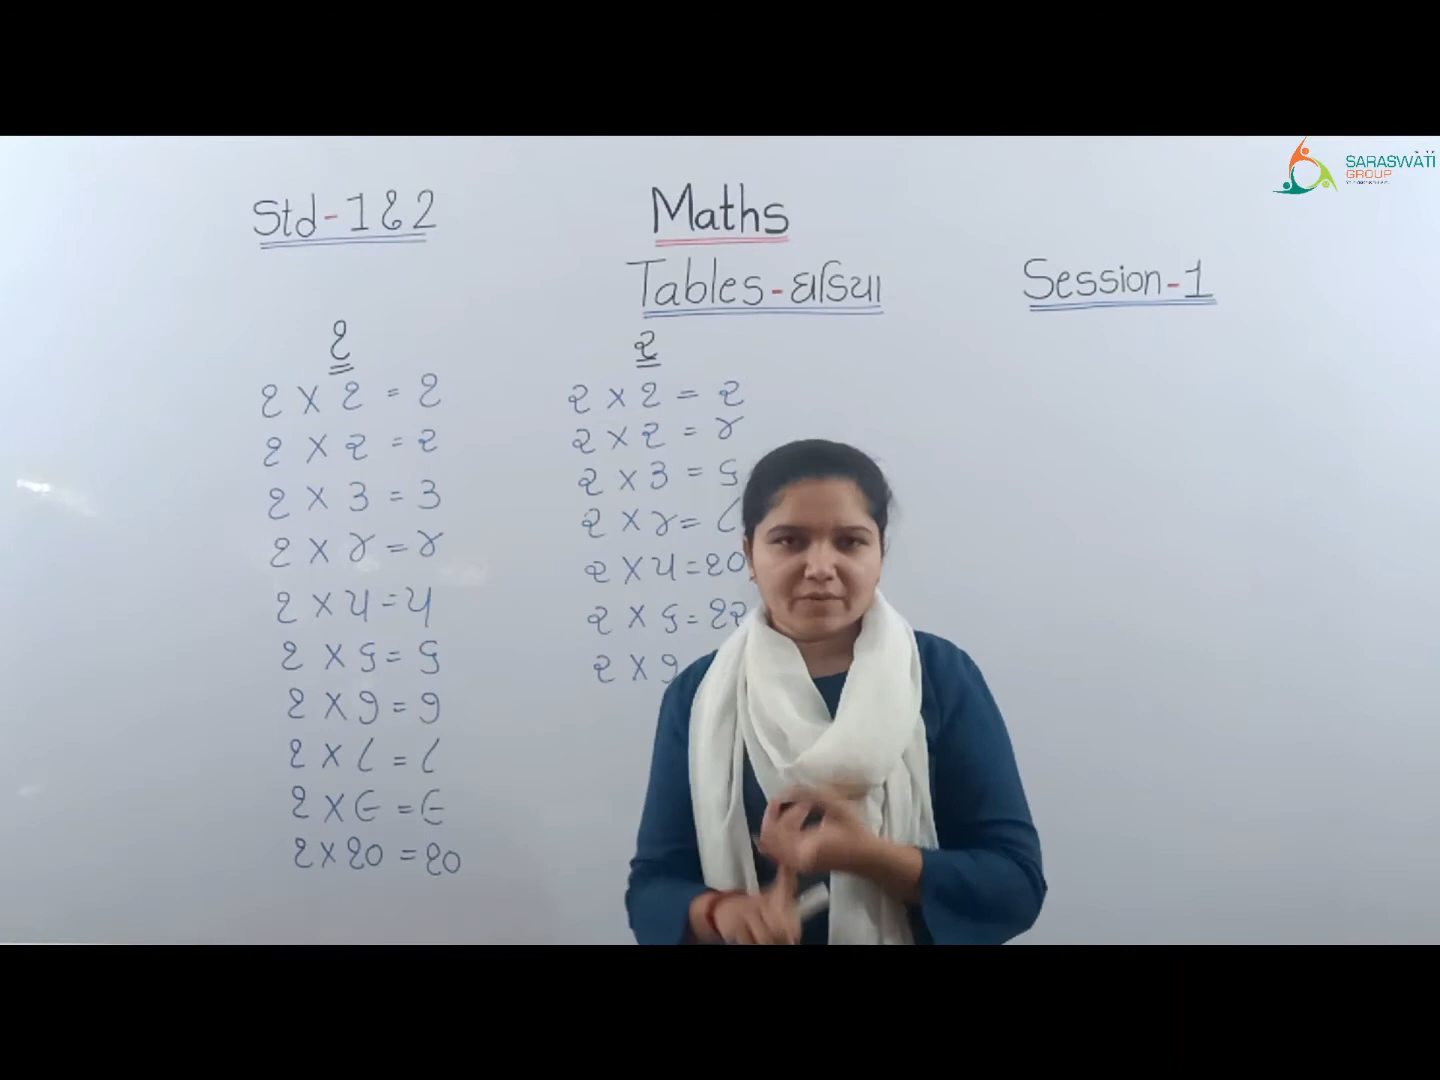 SARASWATI
GROUP
Std-1&2
Maths
Tables-ઘડિયા
Session-1
૧
૧ X ૧ = ૧
૧ X ૨ = ૨
૧ X ૩ = ૩
૧ X ૪ = ૪
૧ X ૫ = ૫
૧ X ૬ = ૬
૧ X ૭ = ૭
૧ X ૮ = ૮
૧ X ૯ = ૯
૧ X ૧૦ = ૧૦
૨
૨ X ૧ = ૨
૨ X ૨ = ૪
૨ X ૩ = ૬
૨ X ૪ = ૮
૨ X ૫ = ૧૦
૨ X ૬ = ૧૨
૨ X ૭